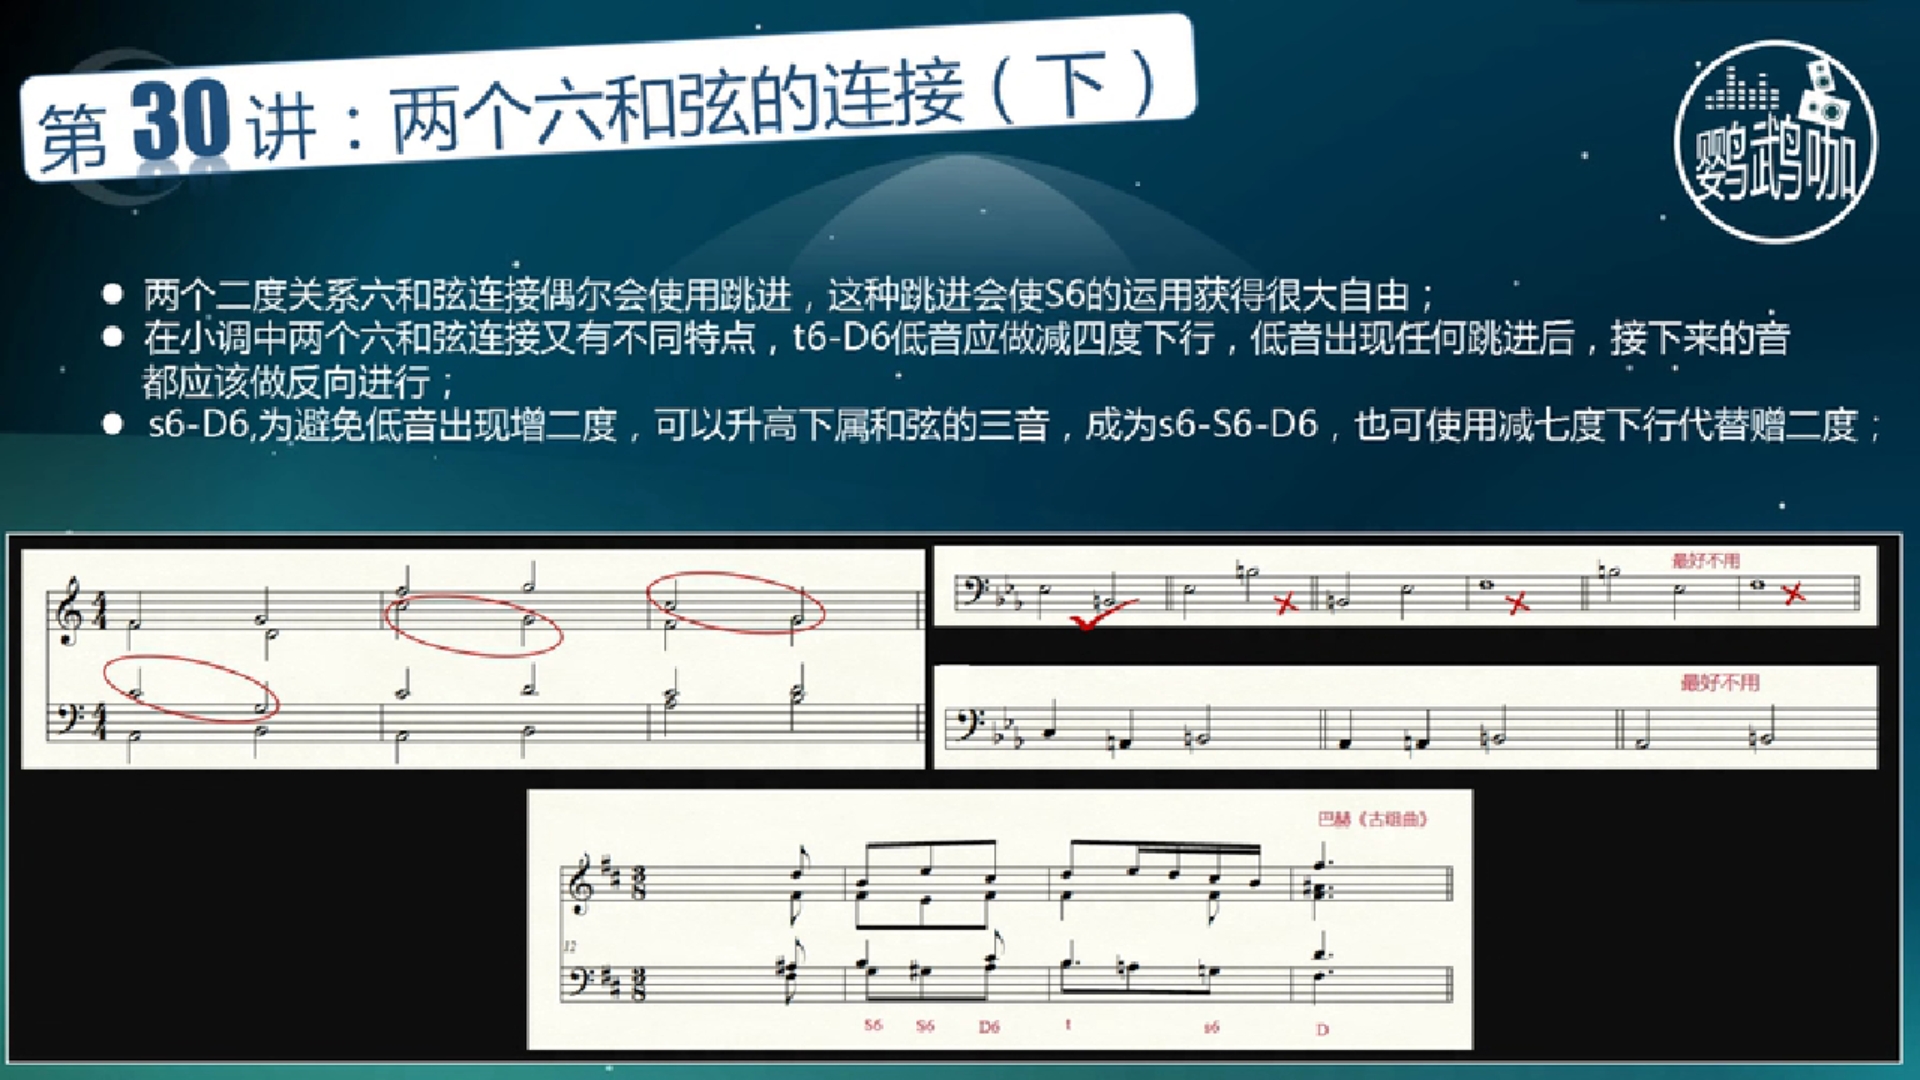 第30讲：两个六和弦的连接（下）
鹦鹉咖
两个二度关系六和弦连接偶尔会使用跳进，这种跳进会使S6的运用获得很大自由；
在小调中两个六和弦连接又有不同特点，t6-D6低音应做减四度下行，低音出现任何跳进后，接下来的音
都应该做反向进行；
s6-D6,为避免低音出现增二度，可以升高下属和弦的三音，成为s6-S6-D6，也可使用减七度下行代替赠二度；
最好不用
最好不用
巴赫《古组曲》
12
S6 S6 D6 t s6 D